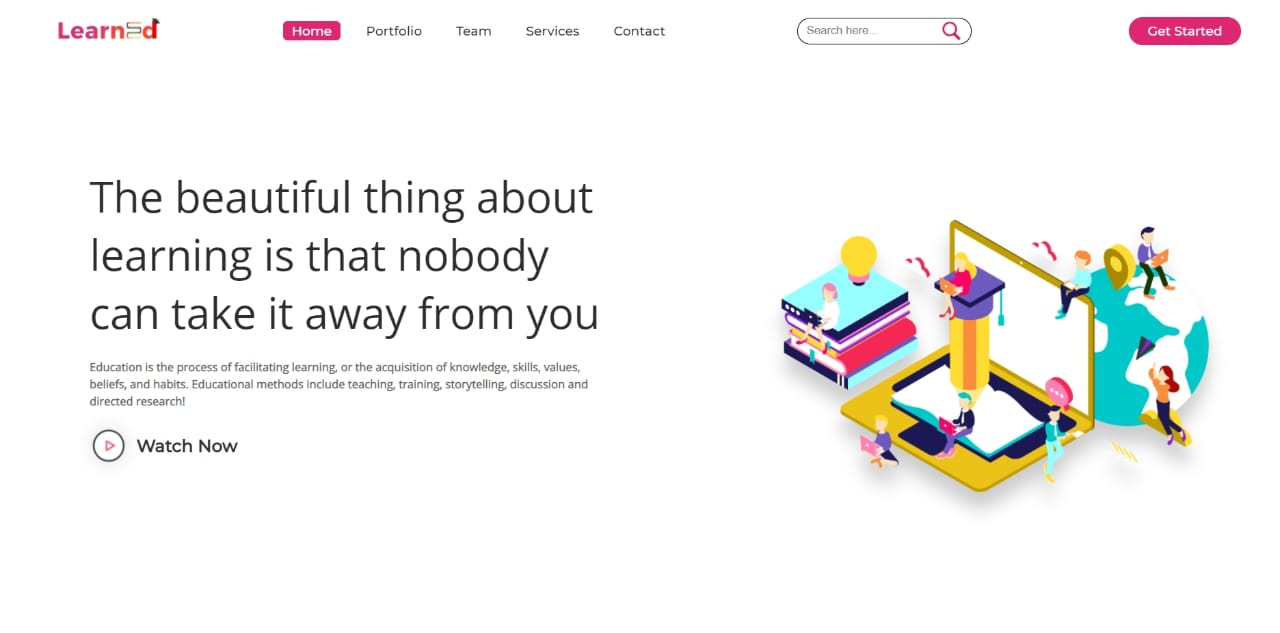 LearnEd
Home Portfolio Team Services Contact
Search here...
Get Started
The beautiful thing about
learning is that nobody
can take it away from you
Education is the process of facilitating learning, or the acquisition of knowledge, skills, values,
beliefs, and habits. Educational methods include teaching, training, storytelling, discussion and
directed research!
Watch Now